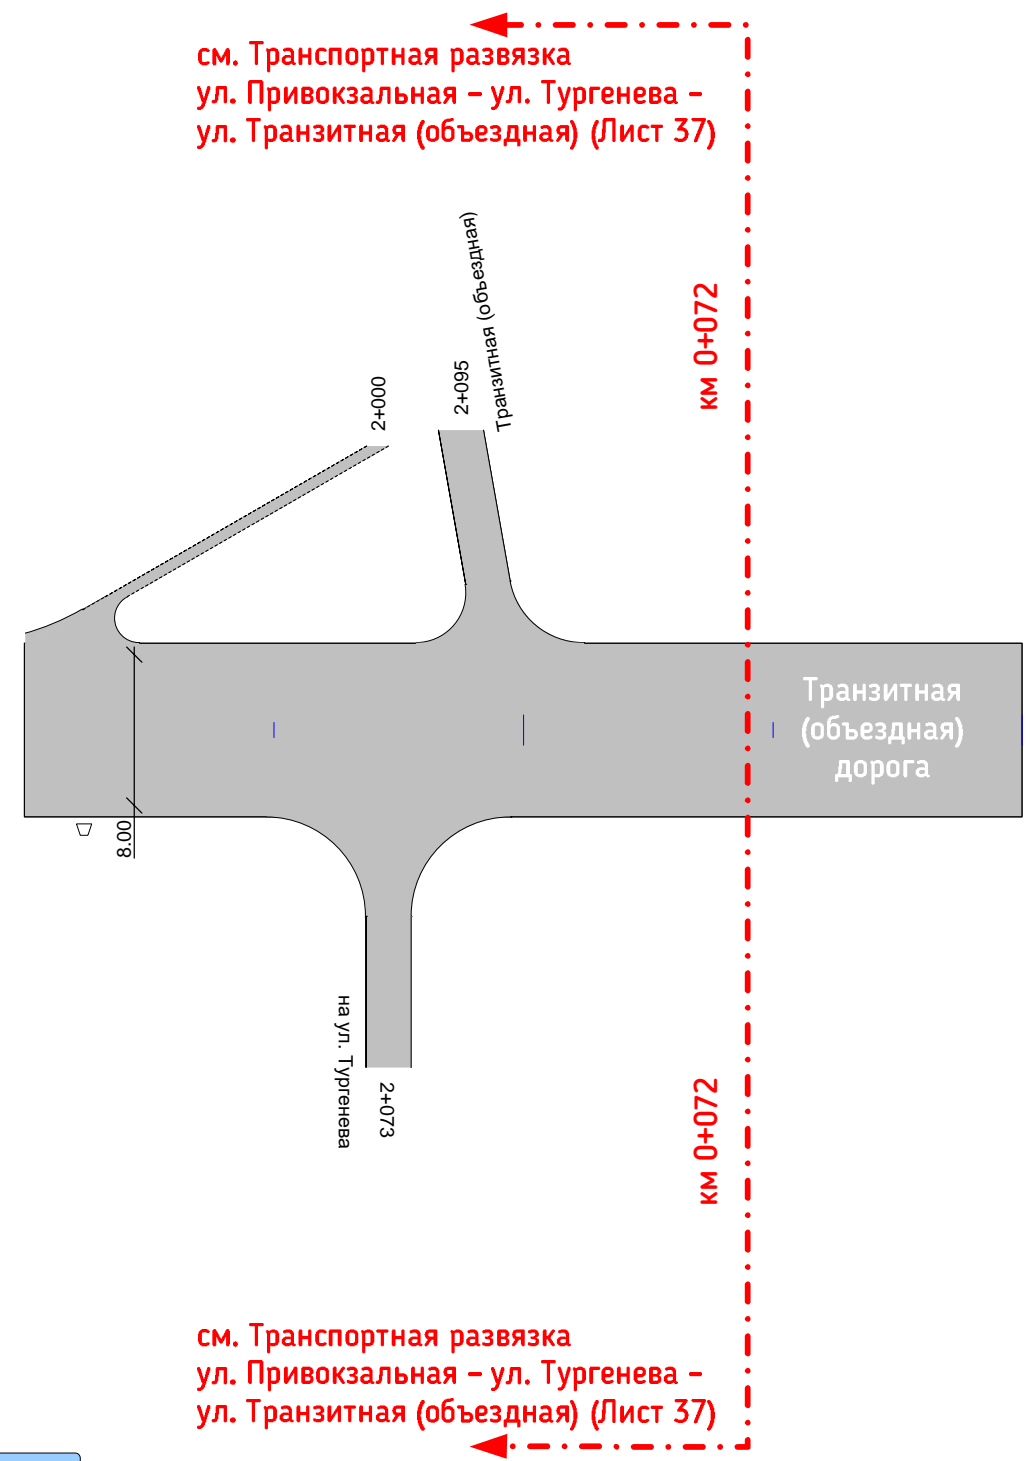 см. Транспортная развязка
ул. Привокзальная – ул. Тургенева –
ул. Транзитная (объездная) (Лист 37)
Транзитная (объездная)
км 0+072
2+095
2+000
Транзитная
(объездная)
дорога
8.00
на ул. Тургенева
2+073
км 0+072
см. Транспортная развязка
ул. Привокзальная – ул. Тургенева –
ул. Транзитная (объездная) (Лист 37)